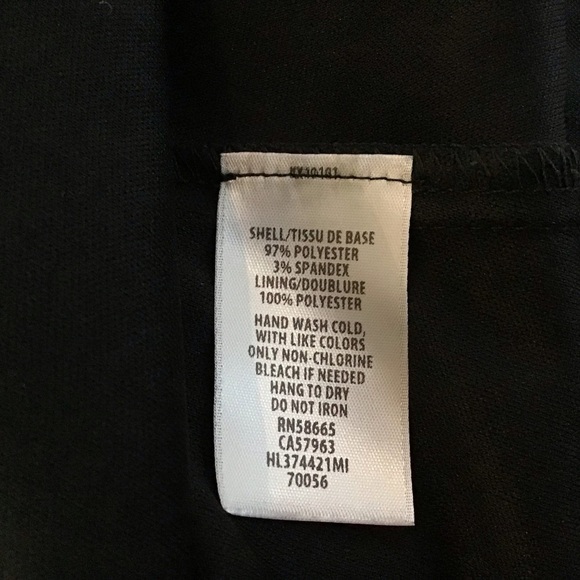 SHELL/TISSU DE BASE
97% POLYESTER
3% SPANDEX
LINING/DOUBLURE
100% POLYESTER
HAND WASH COLD,
WITH LIKE COLORS
ONLY NON-CHLORINE
BLEACH IF NEEDED
HANG TO DRY
DO NOT IRON
RN58665
CA57963
HL374421MI
70056